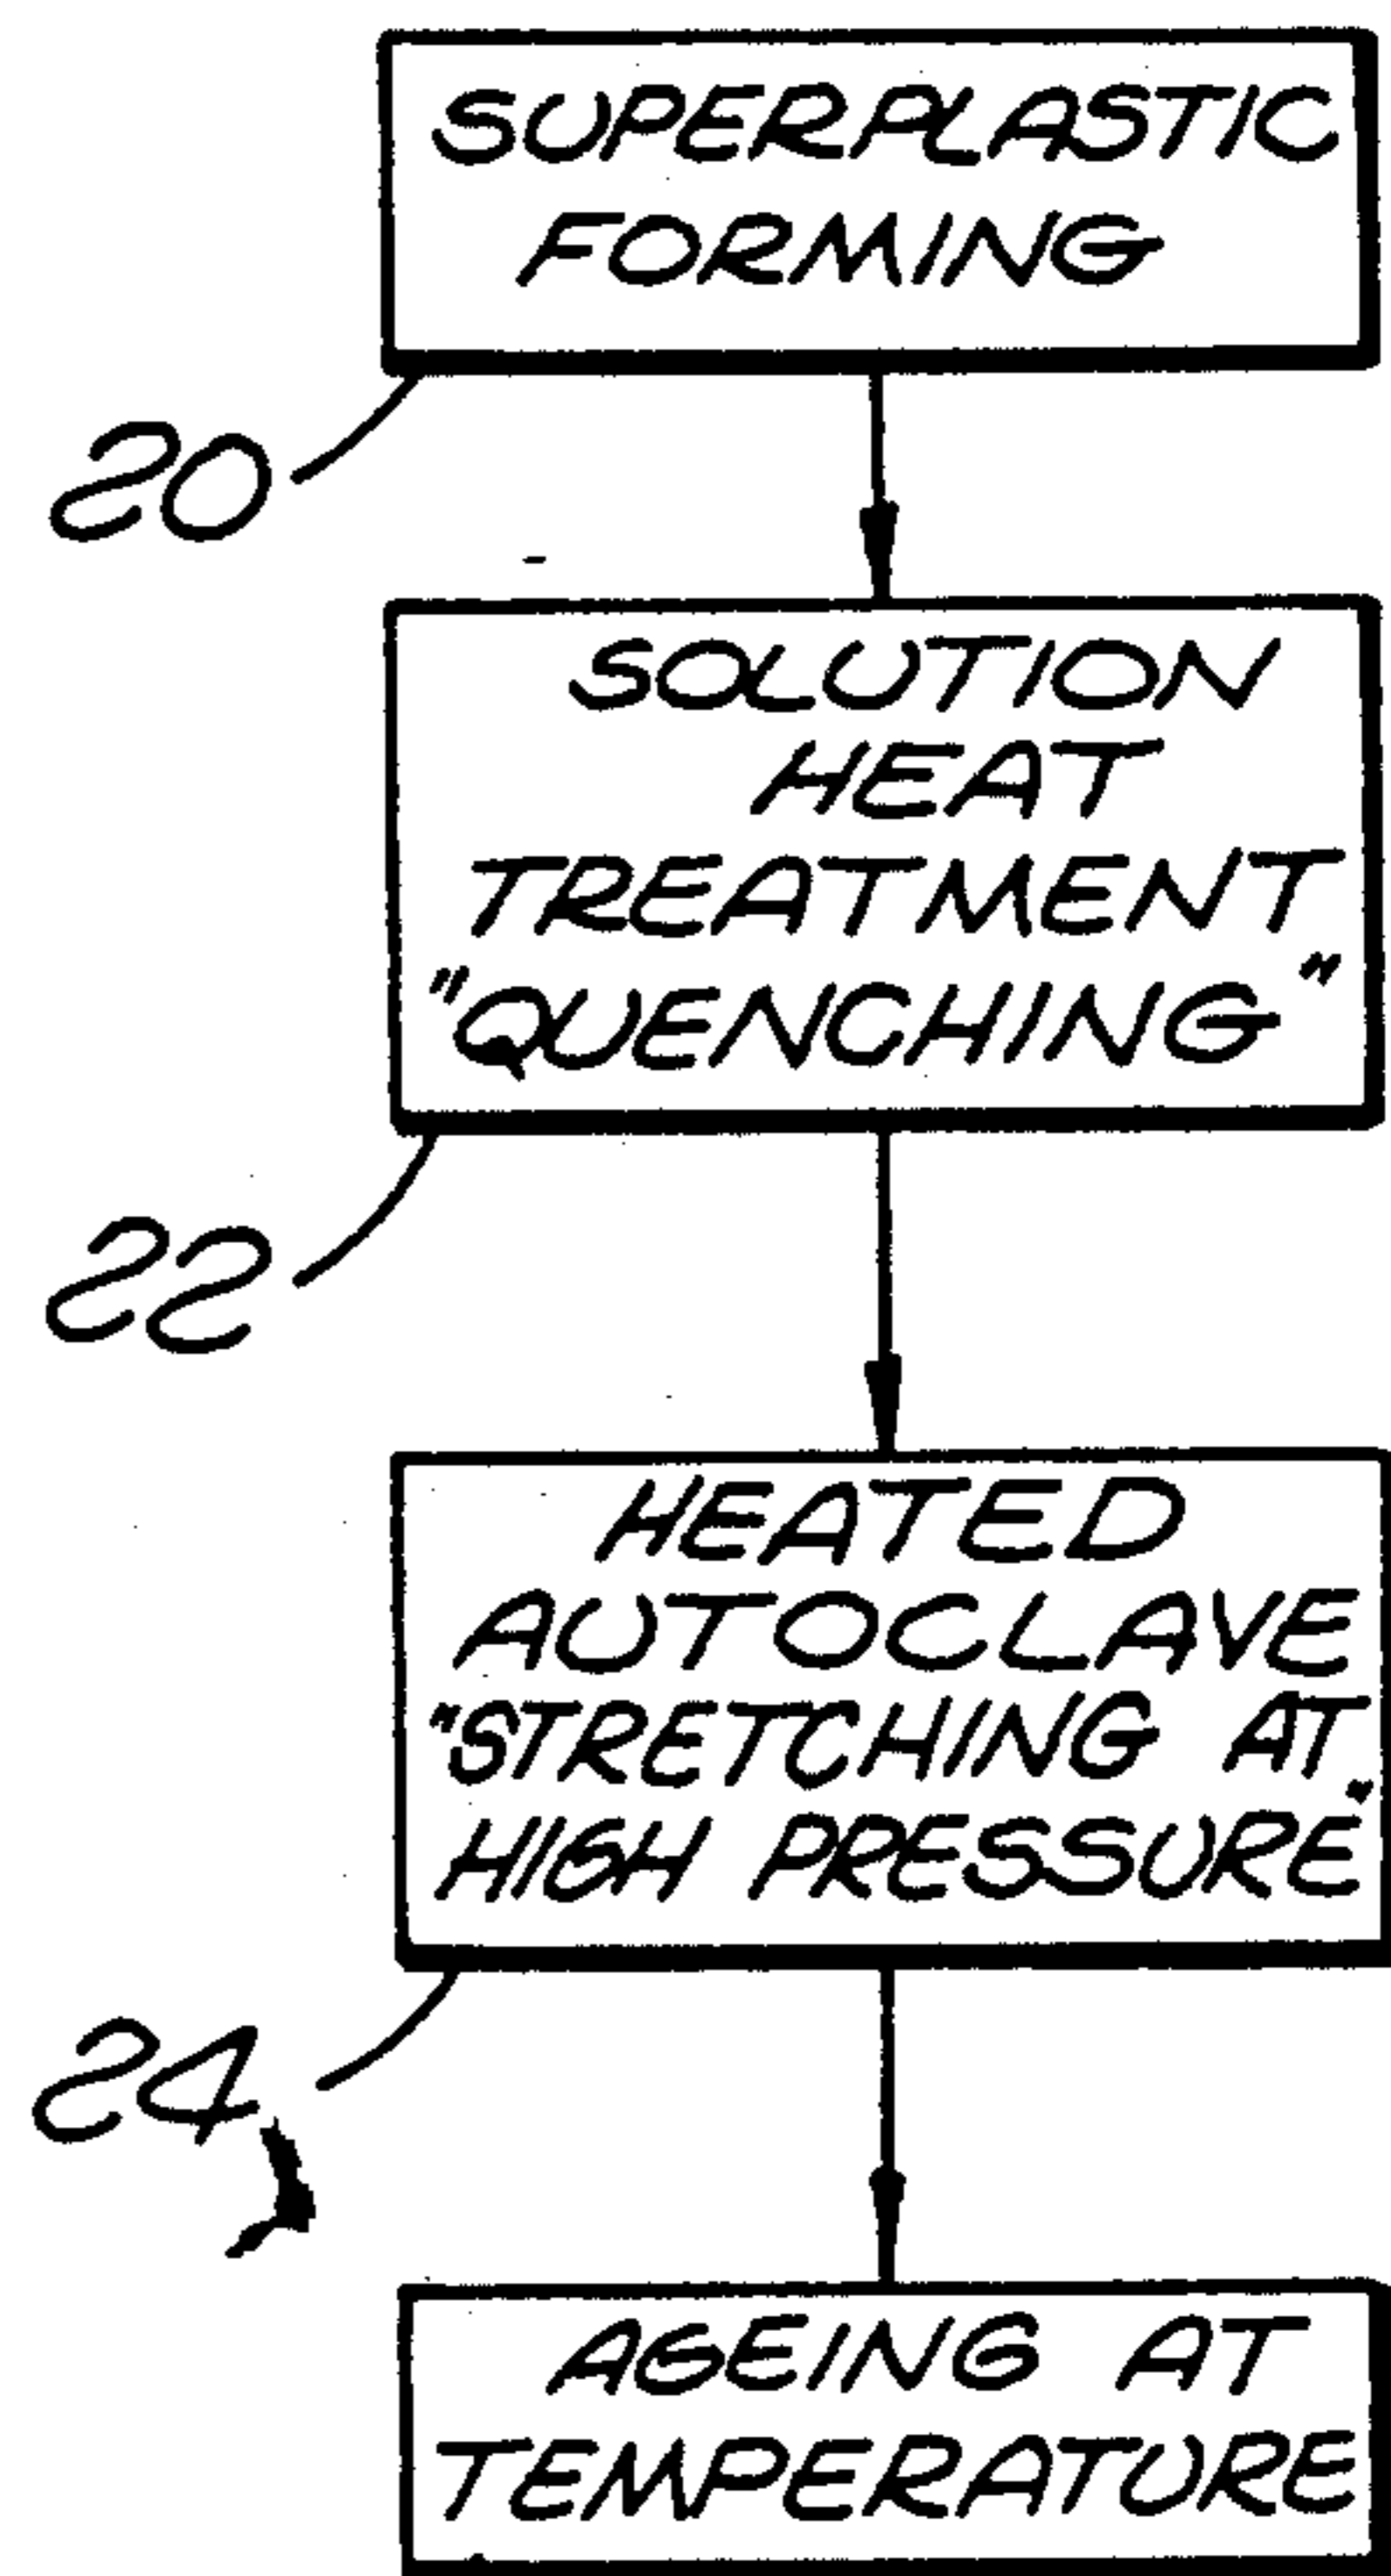 SUPERPLASTIC
FORMING
20
SOLUTION
HEAT
TREATMENT
"QUENCHING"
22
HEATED
AUTOCLAVE
"STRETCHING AT
HIGH PRESSURE"
24
AGEING AT
TEMPERATURE